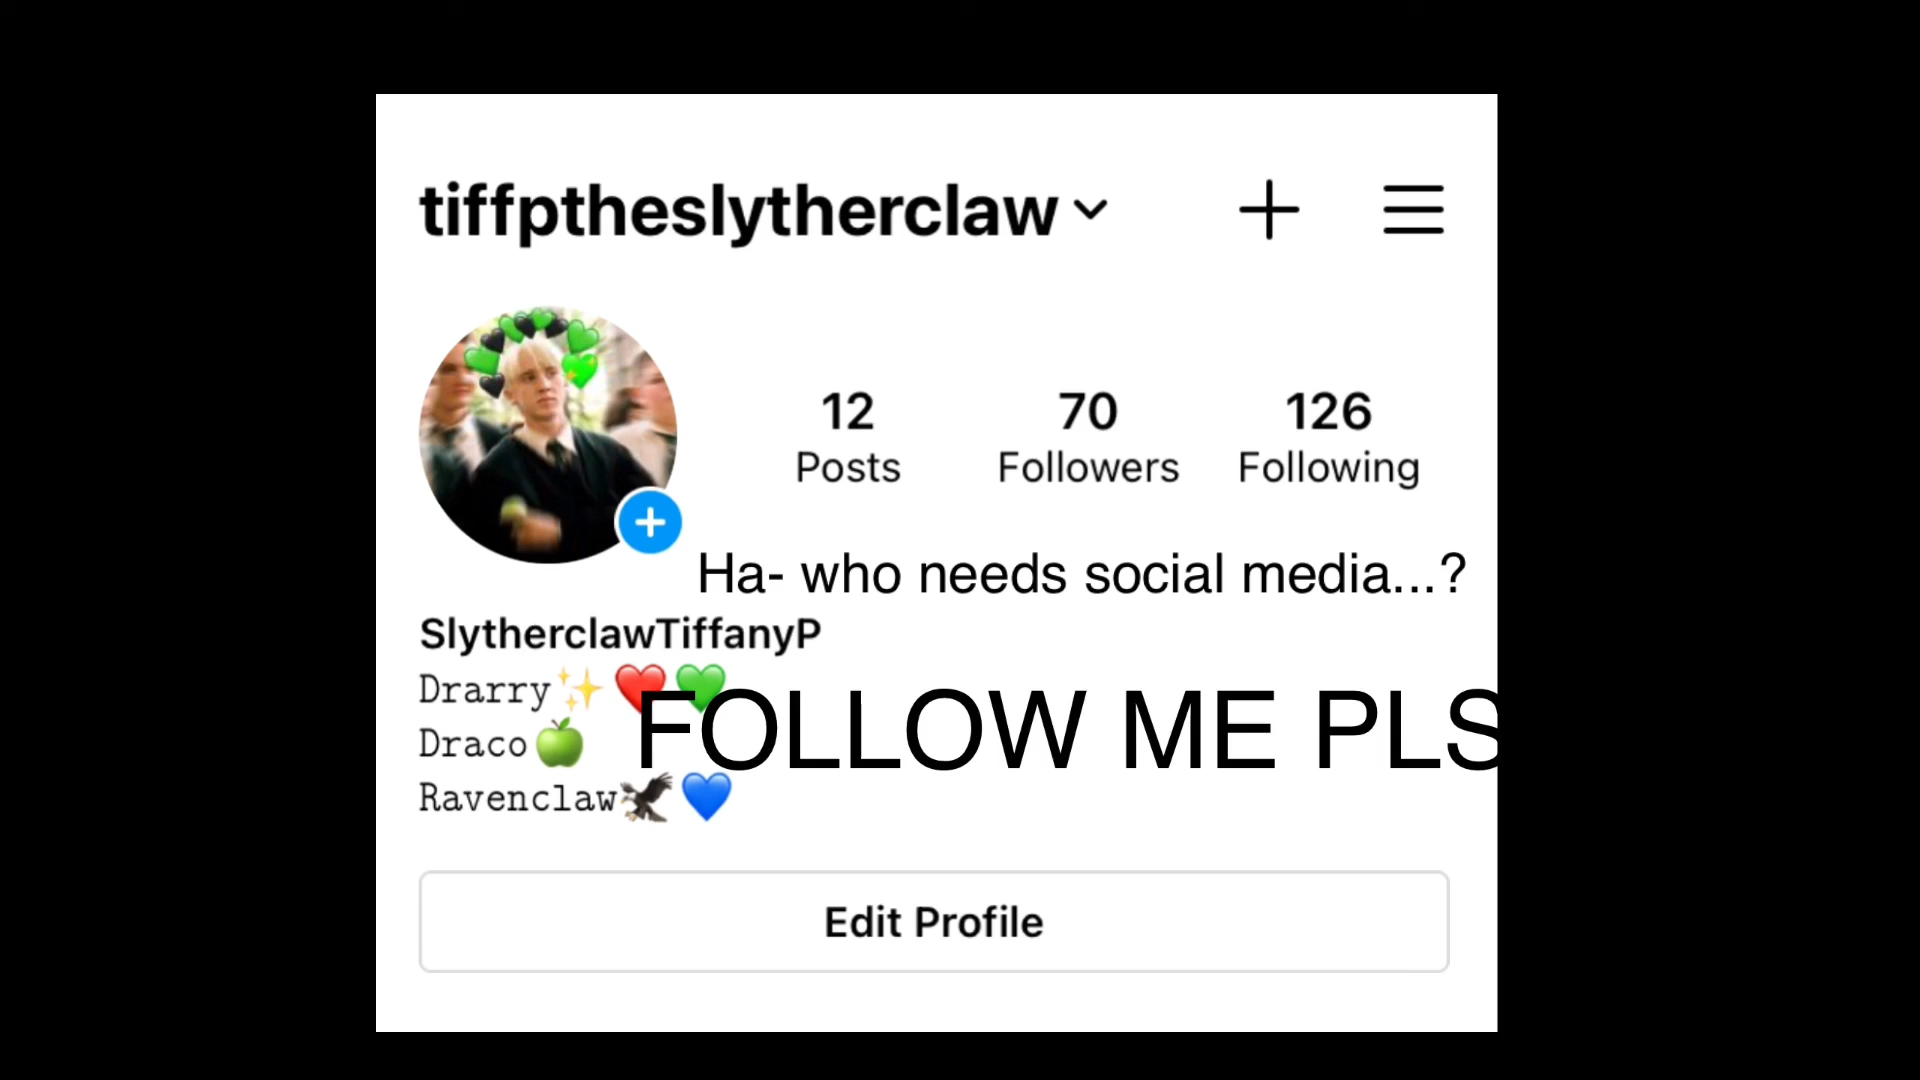 tiffptheslytherclaw
12 70 126
Posts Followers Following
Ha- who needs social media...?
SlytherclawTiffanyP
Drarry✨❤️💚
FOLLOW ME PLS
Draco🍏
Ravenclaw🦅💙
Edit Profile